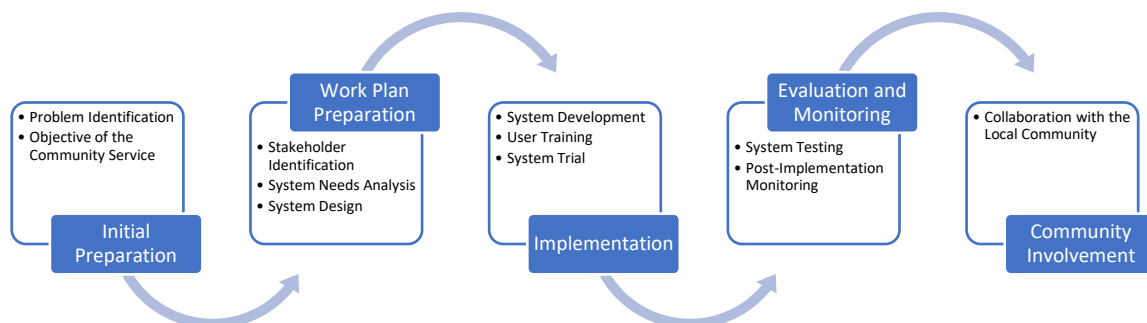 • Problem Identification
• Objective of the
Community Service
Initial
Preparation
Work Plan
Preparation
• Stakeholder
Identification
• System Needs Analysis
• System Design
• System Development
• User Training
• System Trial
Implementation
Evaluation and
Monitoring
• System Testing
• Post-Implementation
Monitoring
• Collaboration with the
Local Community
Community
Involvement